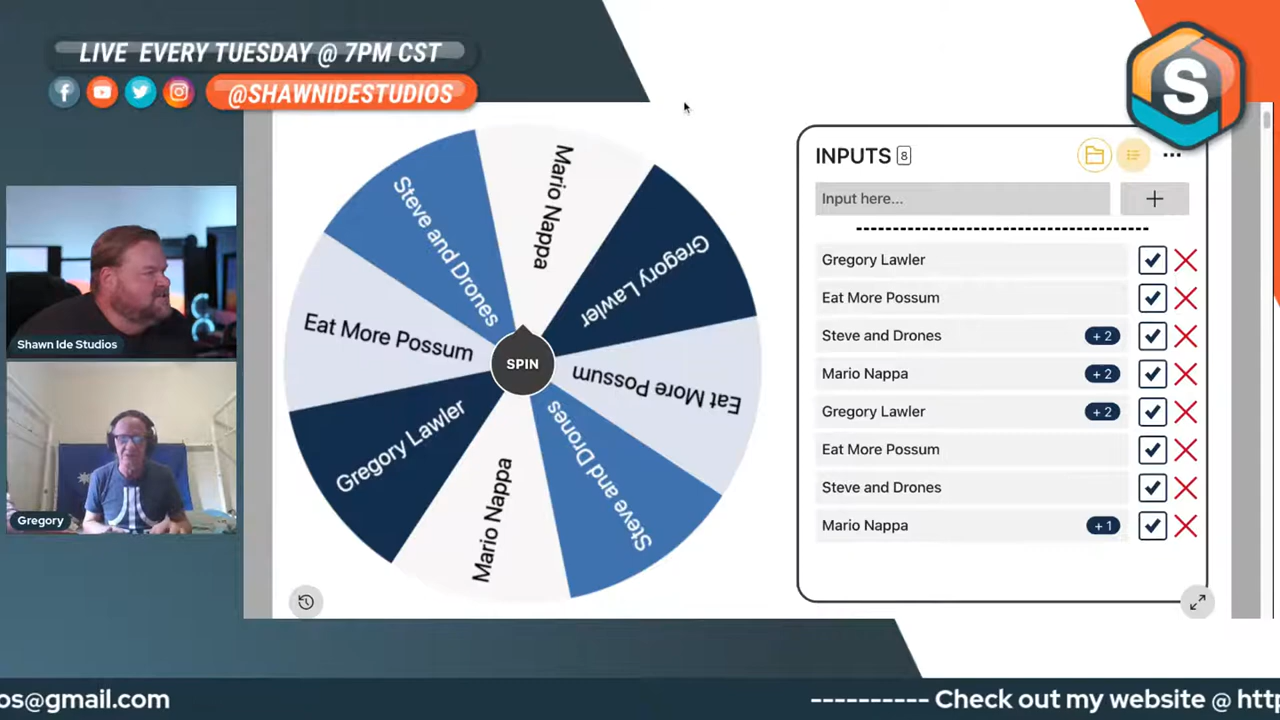 LIVE EVERY TUESDAY @ 7PM CST
@SHAWNIDESTUDIOS
S
Shawn Ide Studios
Gregory
Mario Nappa
Gregory Lawler
Eat More Possum
Steve and Drones
Mario Nappa
Gregory Lawler
Eat More Possum
Steve and Drones
SPIN
INPUTS 8
Input here...
Gregory Lawler
Eat More Possum
Steve and Drones + 2
Mario Nappa + 2
Gregory Lawler + 2
Eat More Possum
Steve and Drones
Mario Nappa + 1
os@gmail.com ---------- Check out my website @ http